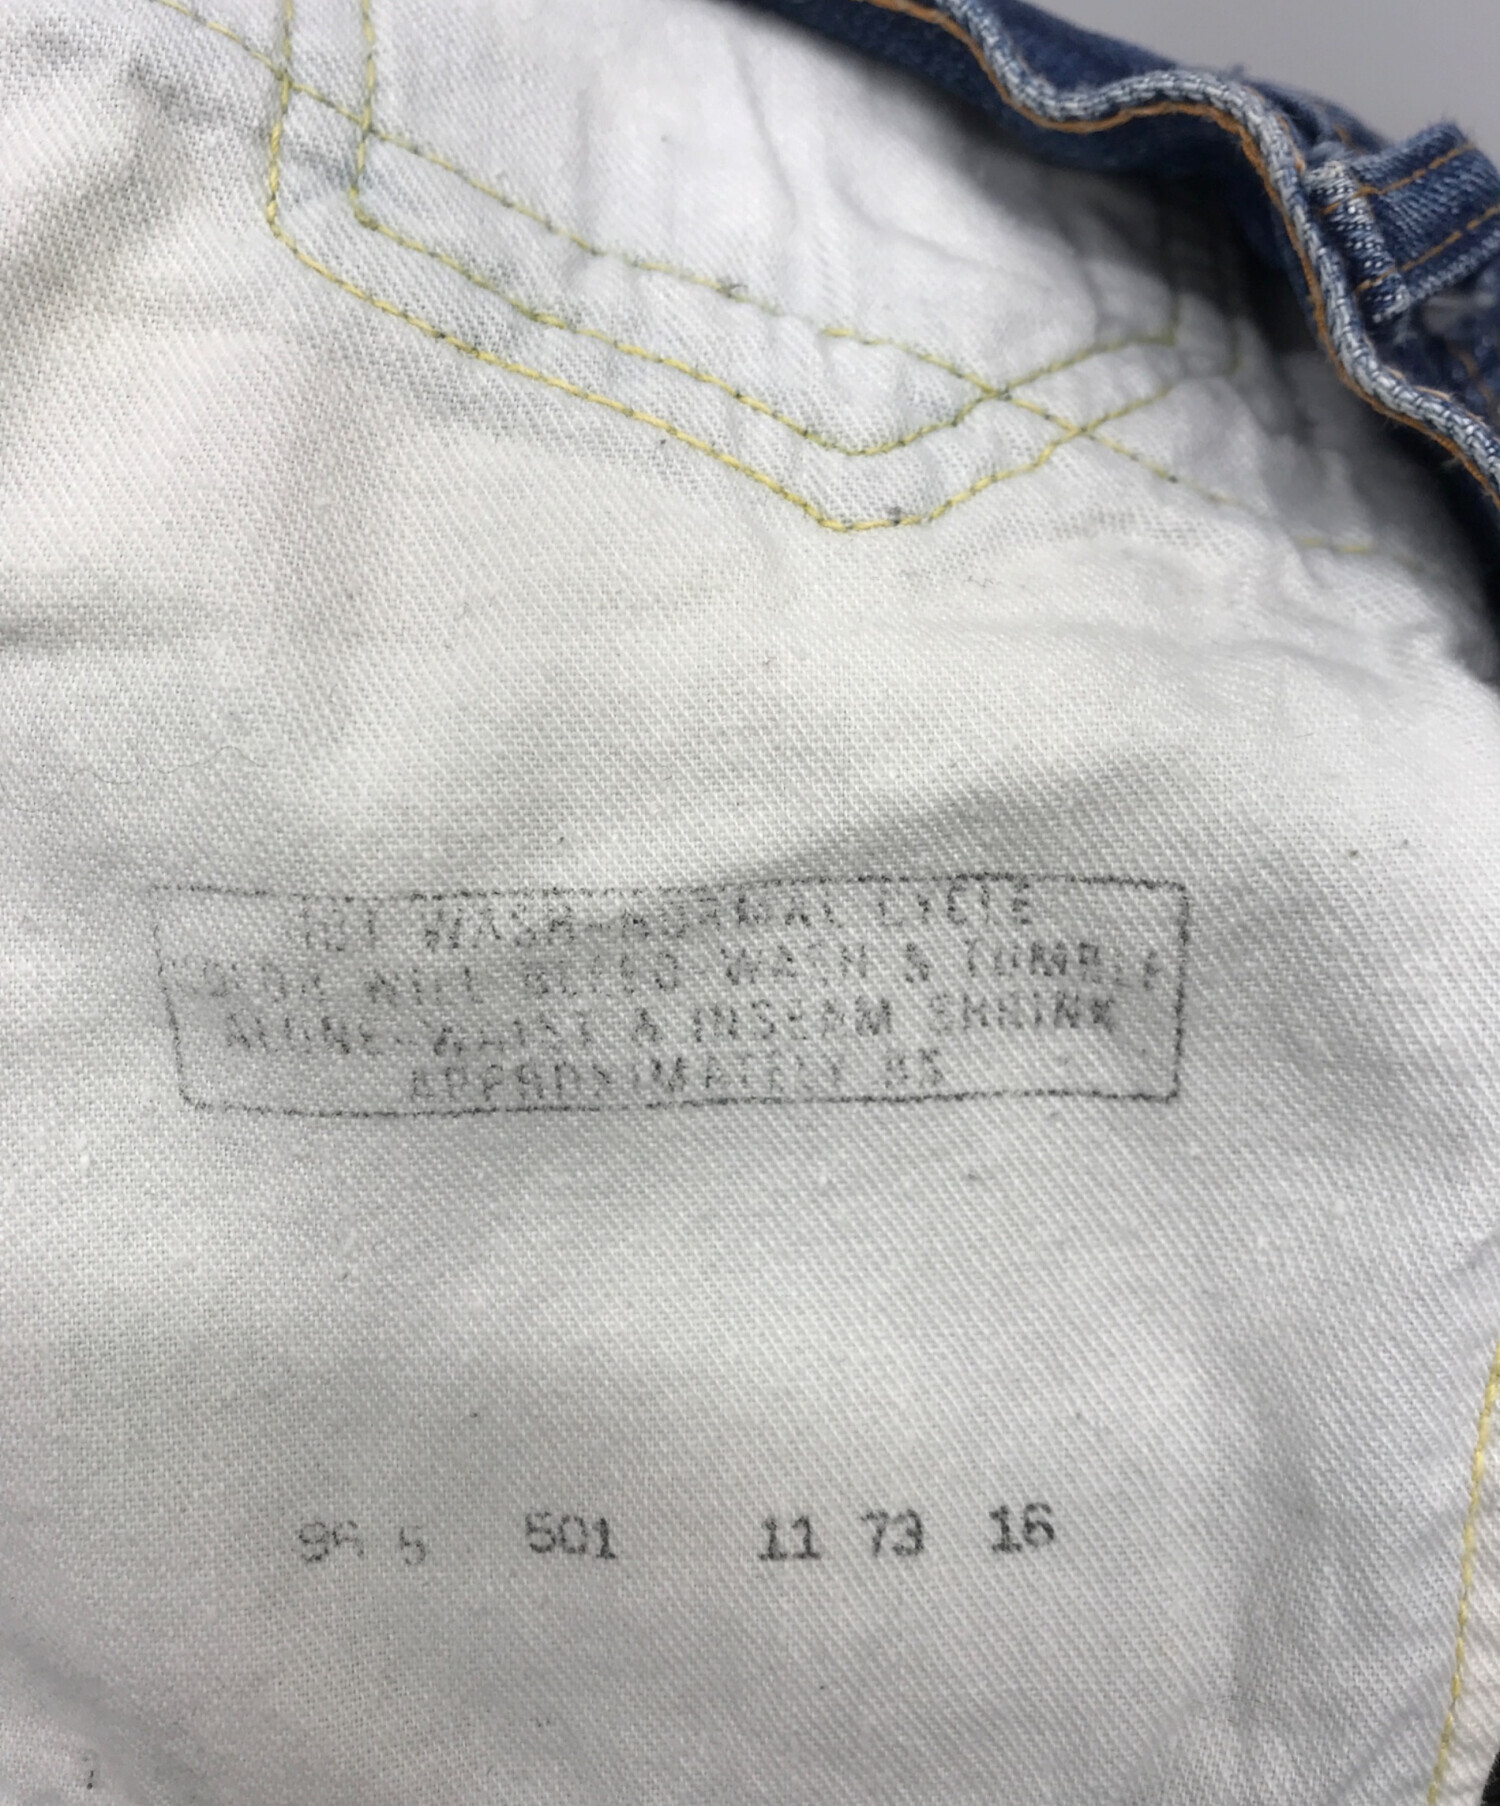 HOT WASH-NORMAL CYCLE
COLOR WILL BLEED-WASH & TUMBLE
ALONE-WAIST & INSEAM SHRINK
APPROXIMATELY 8%
501 11 73 16